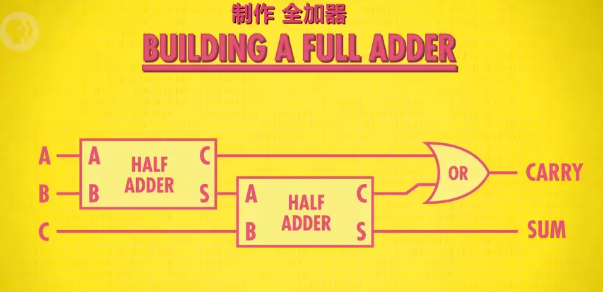 制作 全加器
BUILDING A FULL ADDER
A A HALF ADDER C OR CARRY
B B S A HALF ADDER C
C B S SUM